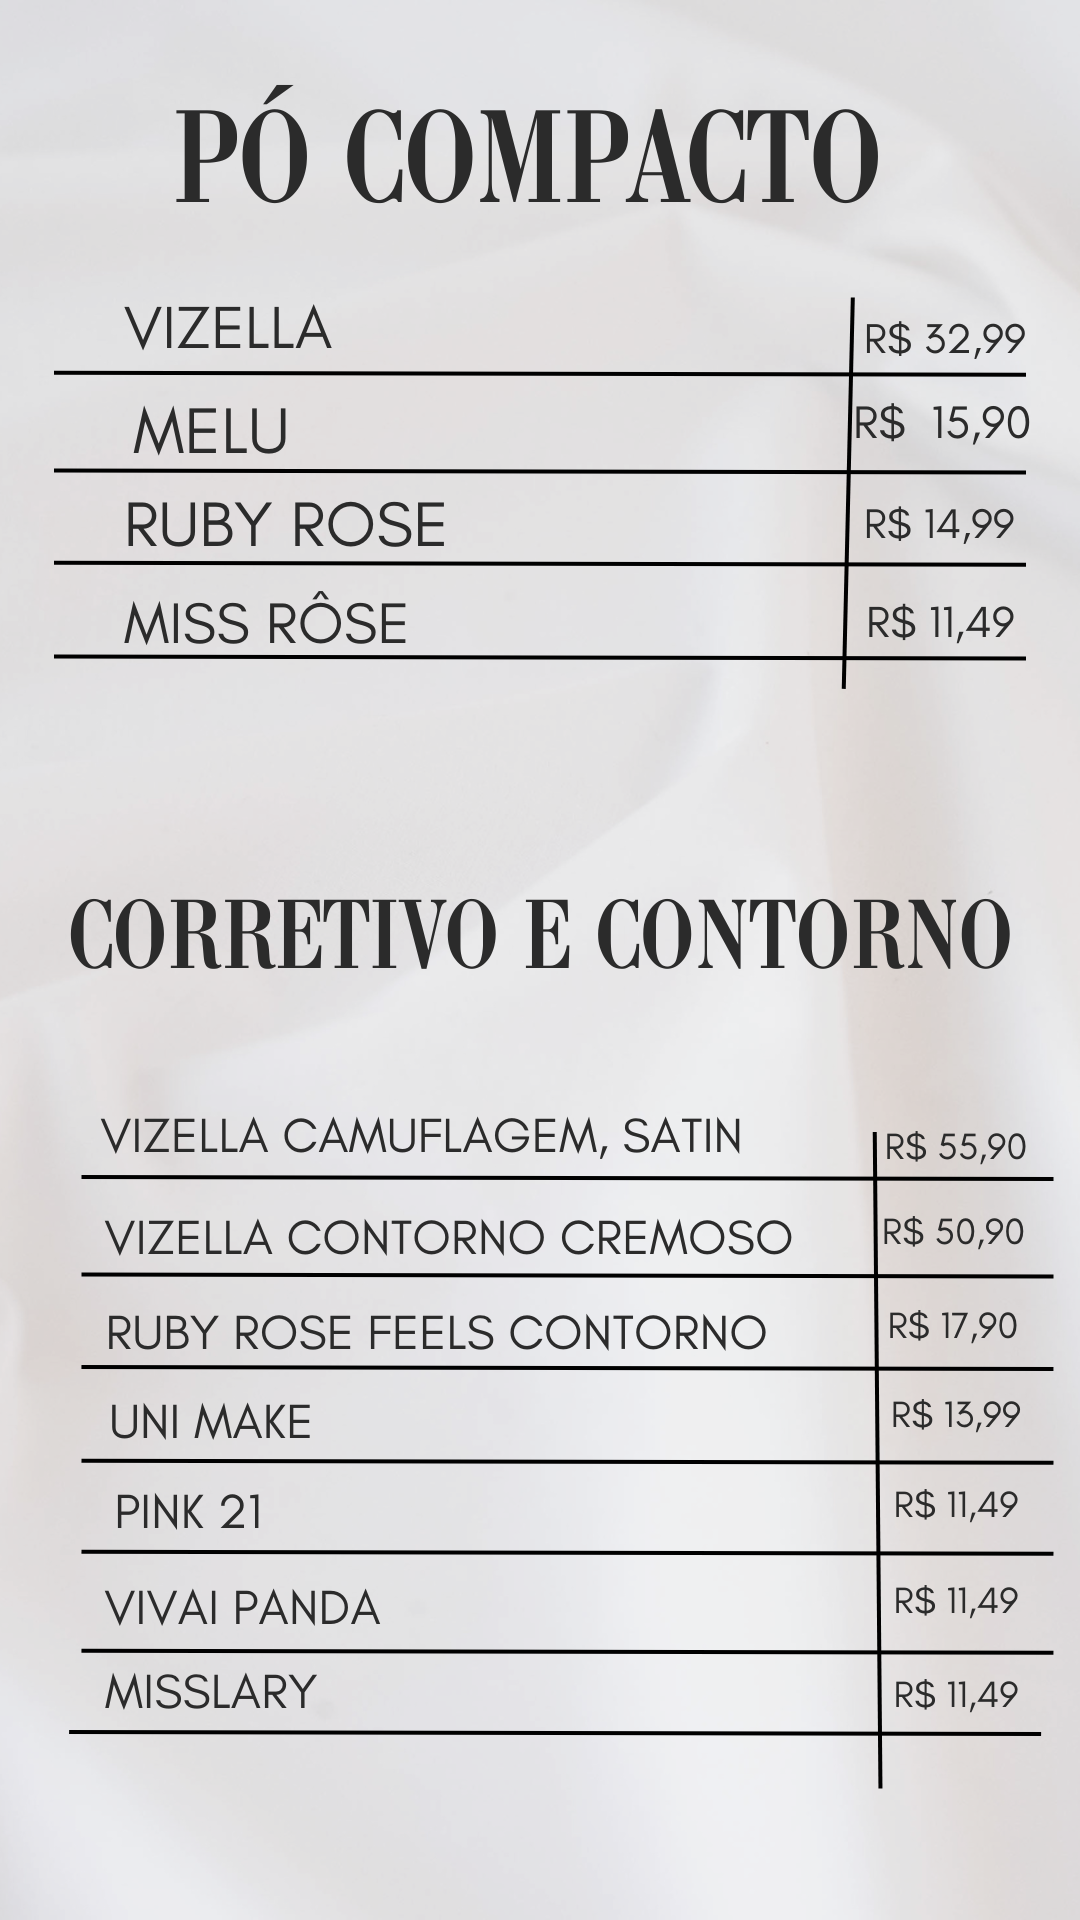 PÓ COMPACTO
VIZELLA R$ 32,99
MELU R$ 15,90
RUBY ROSE R$ 14,99
MISS RÔSE R$ 11,49
CORRETIVO E CONTORNO
VIZELLA CAMUFLAGEM, SATIN R$ 55,90
VIZELLA CONTORNO CREMOSO R$ 50,90
RUBY ROSE FEELS CONTORNO R$ 17,90
UNI MAKE R$ 13,99
PINK 21 R$ 11,49
VIVAI PANDA R$ 11,49
MISSLARY R$ 11,49